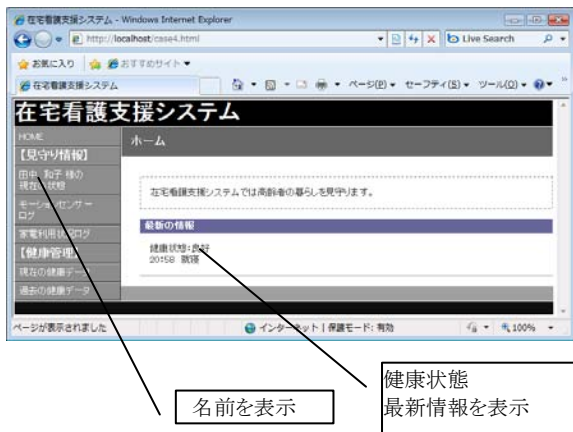 在宅看護支援システム - Windows Internet Explorer
http://localhost/case4.html
Live Search
お気に入り おすすめサイト
在宅看護支援システム
ページ(P) セーフティ(S) ツール(O)
在宅看護支援システム
HOME
ホーム
【見守り情報】
田中 和子 様の
現在の状態
モーションセンサー
ログ
家電利用状況ログ
【健康管理】
現在の健康データ
過去の健康データ
在宅看護支援システムでは高齢者の暮らしを見守ります。
最新の情報
健康状態:良好
20:58 就寝
ページが表示されました
インターネット | 保護モード: 有効
100%
名前を表示
健康状態
最新情報を表示